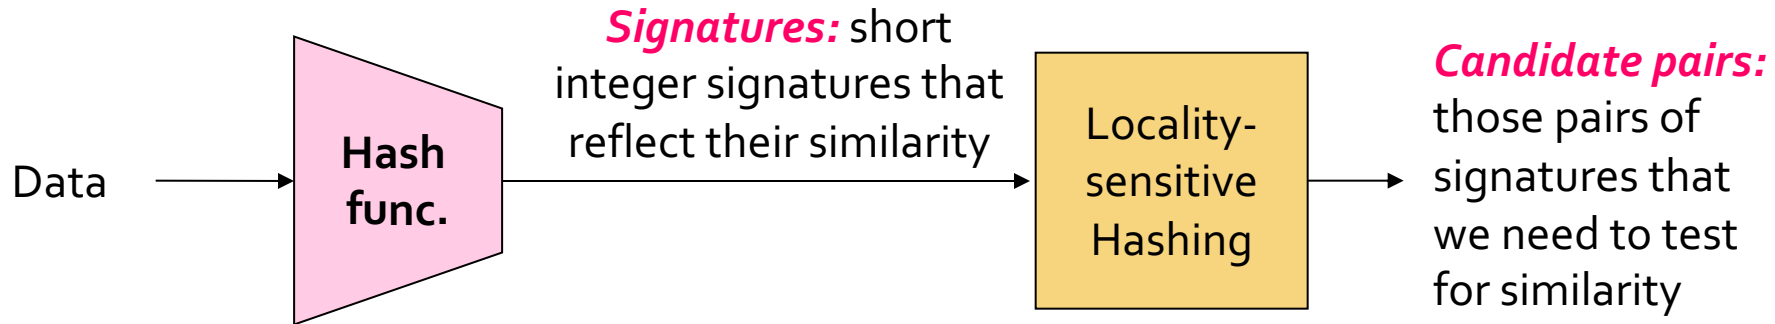 Data
Hash
func.
Signatures: short
integer signatures that
reflect their similarity
Locality-
sensitive
Hashing
Candidate pairs:
those pairs of
signatures that
we need to test
for similarity